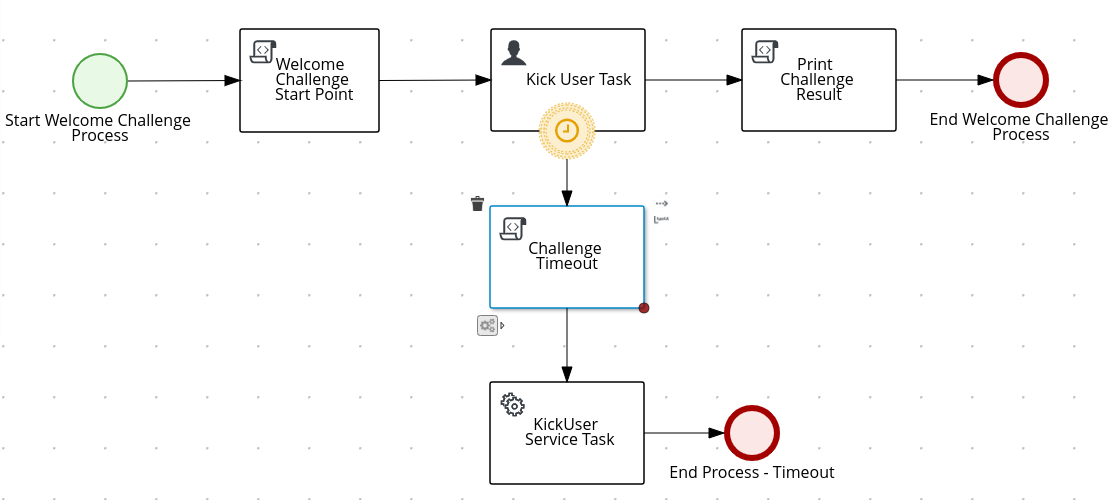 Start Welcome Challenge
Process
Welcome
Challenge
Start Point
Kick User Task
Print
Challenge
Result
End Welcome Challenge
Process
Challenge
Timeout
KickUser
Service Task
End Process - Timeout